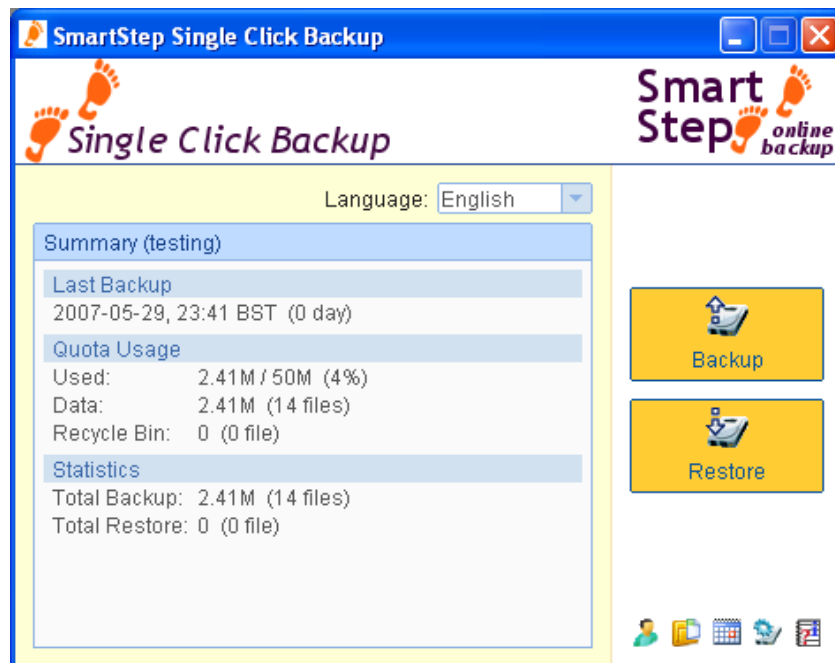 SmartStep Single Click Backup
Single Click Backup
Smart
Step online
backup
Language: English
Summary (testing)
Last Backup
2007-05-29, 23:41 BST (0 day)
Quota Usage
Used: 2.41M / 50M (4%)
Data: 2.41M (14 files)
Recycle Bin: 0 (0 file)
Statistics
Total Backup: 2.41M (14 files)
Total Restore: 0 (0 file)
Backup
Restore